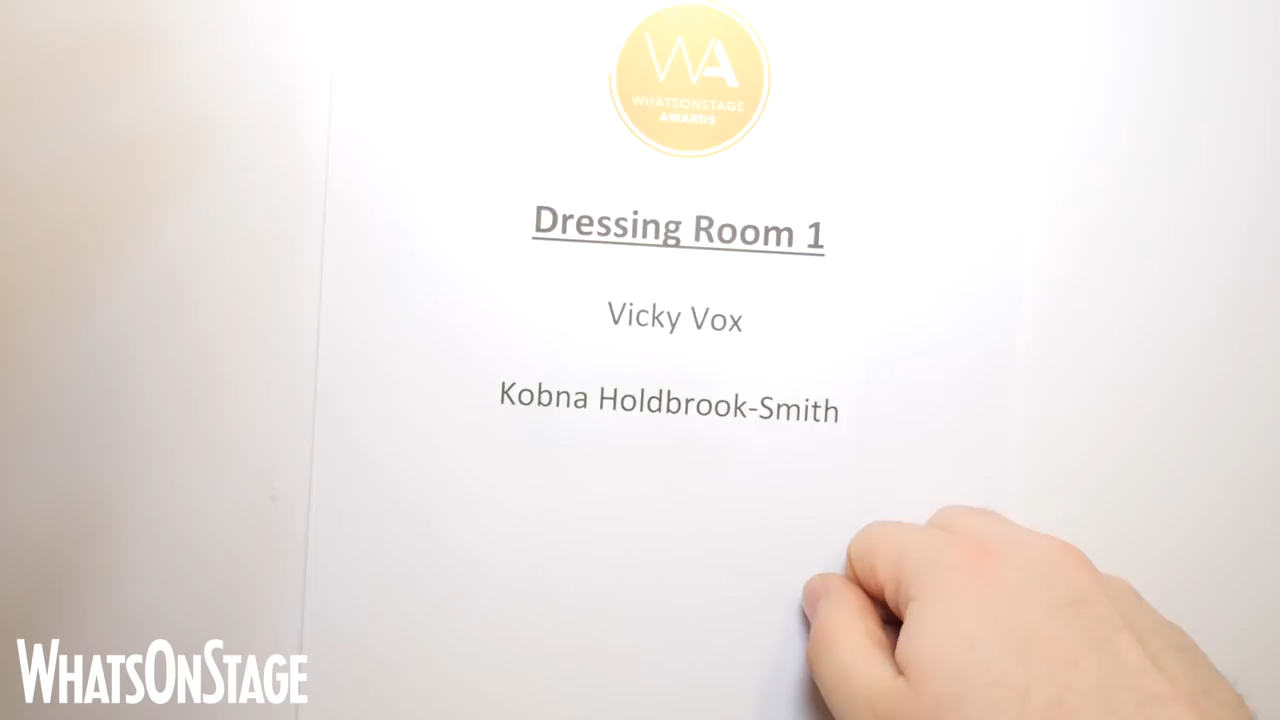 WA
WHATSONSTAGE
AWARDS
Dressing Room 1
Vicky Vox
Kobna Holdbrook-Smith
WHATSONSTAGE